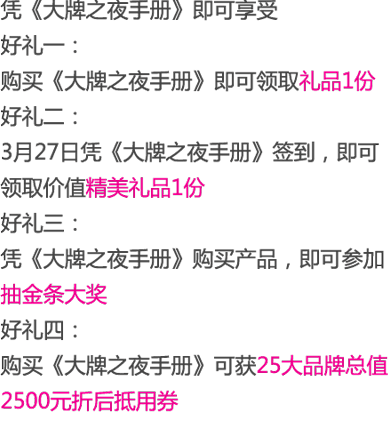 凭《大牌之夜手册》即可享受
好礼一：
购买《大牌之夜手册》即可领取礼品1份
好礼二：
3月27日凭《大牌之夜手册》签到，即可
领取价值精美礼品1份
好礼三：
凭《大牌之夜手册》购买产品，即可参加
抽金条大奖
好礼四：
购买《大牌之夜手册》可获25大品牌总值
2500元折后抵用券